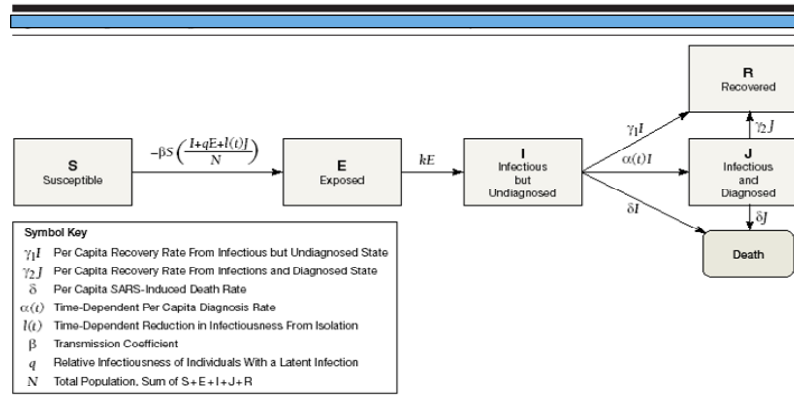 R
Recovered
γ₁I
γ₂J
−βS (I+qE+l(t)J / N)
kE
α(t)I
S
Susceptible
E
Exposed
I
Infectious
but
Undiagnosed
J
Infectious
and
Diagnosed
δI
δJ
Death
Symbol Key
γ₁I Per Capita Recovery Rate From Infectious but Undiagnosed State
γ₂J Per Capita Recovery Rate From Infections and Diagnosed State
δ Per Capita SARS-Induced Death Rate
α(t) Time-Dependent Per Capita Diagnosis Rate
l(t) Time-Dependent Reduction in Infectiousness From Isolation
β Transmission Coefficient
q Relative Infectiousness of Individuals With a Latent Infection
N Total Population, Sum of S+E+I+J+R